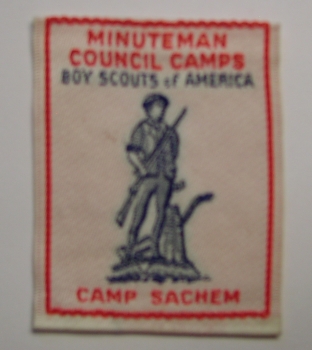 MINUTEMAN
COUNCIL CAMPS
BOY SCOUTS of AMERICA
CAMP SACHEM